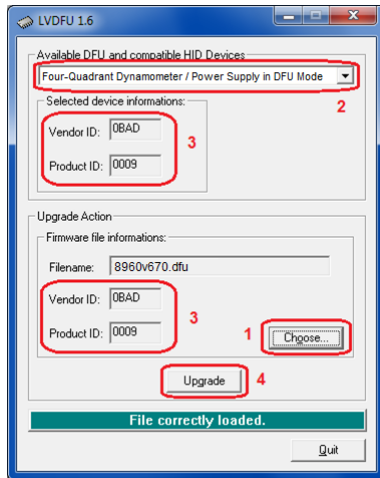 LVDFU 1.6
Available DFU and compatible HID Devices
Four-Quadrant Dynamometer / Power Supply in DFU Mode
2
Selected device informations:
Vendor ID: 0BAD
3
Product ID: 0009
Upgrade Action
Firmware file informations:
Filename: 8960v670.dfu
Vendor ID: 0BAD
3
Product ID: 0009
1 Choose...
Upgrade 4
File correctly loaded.
Quit